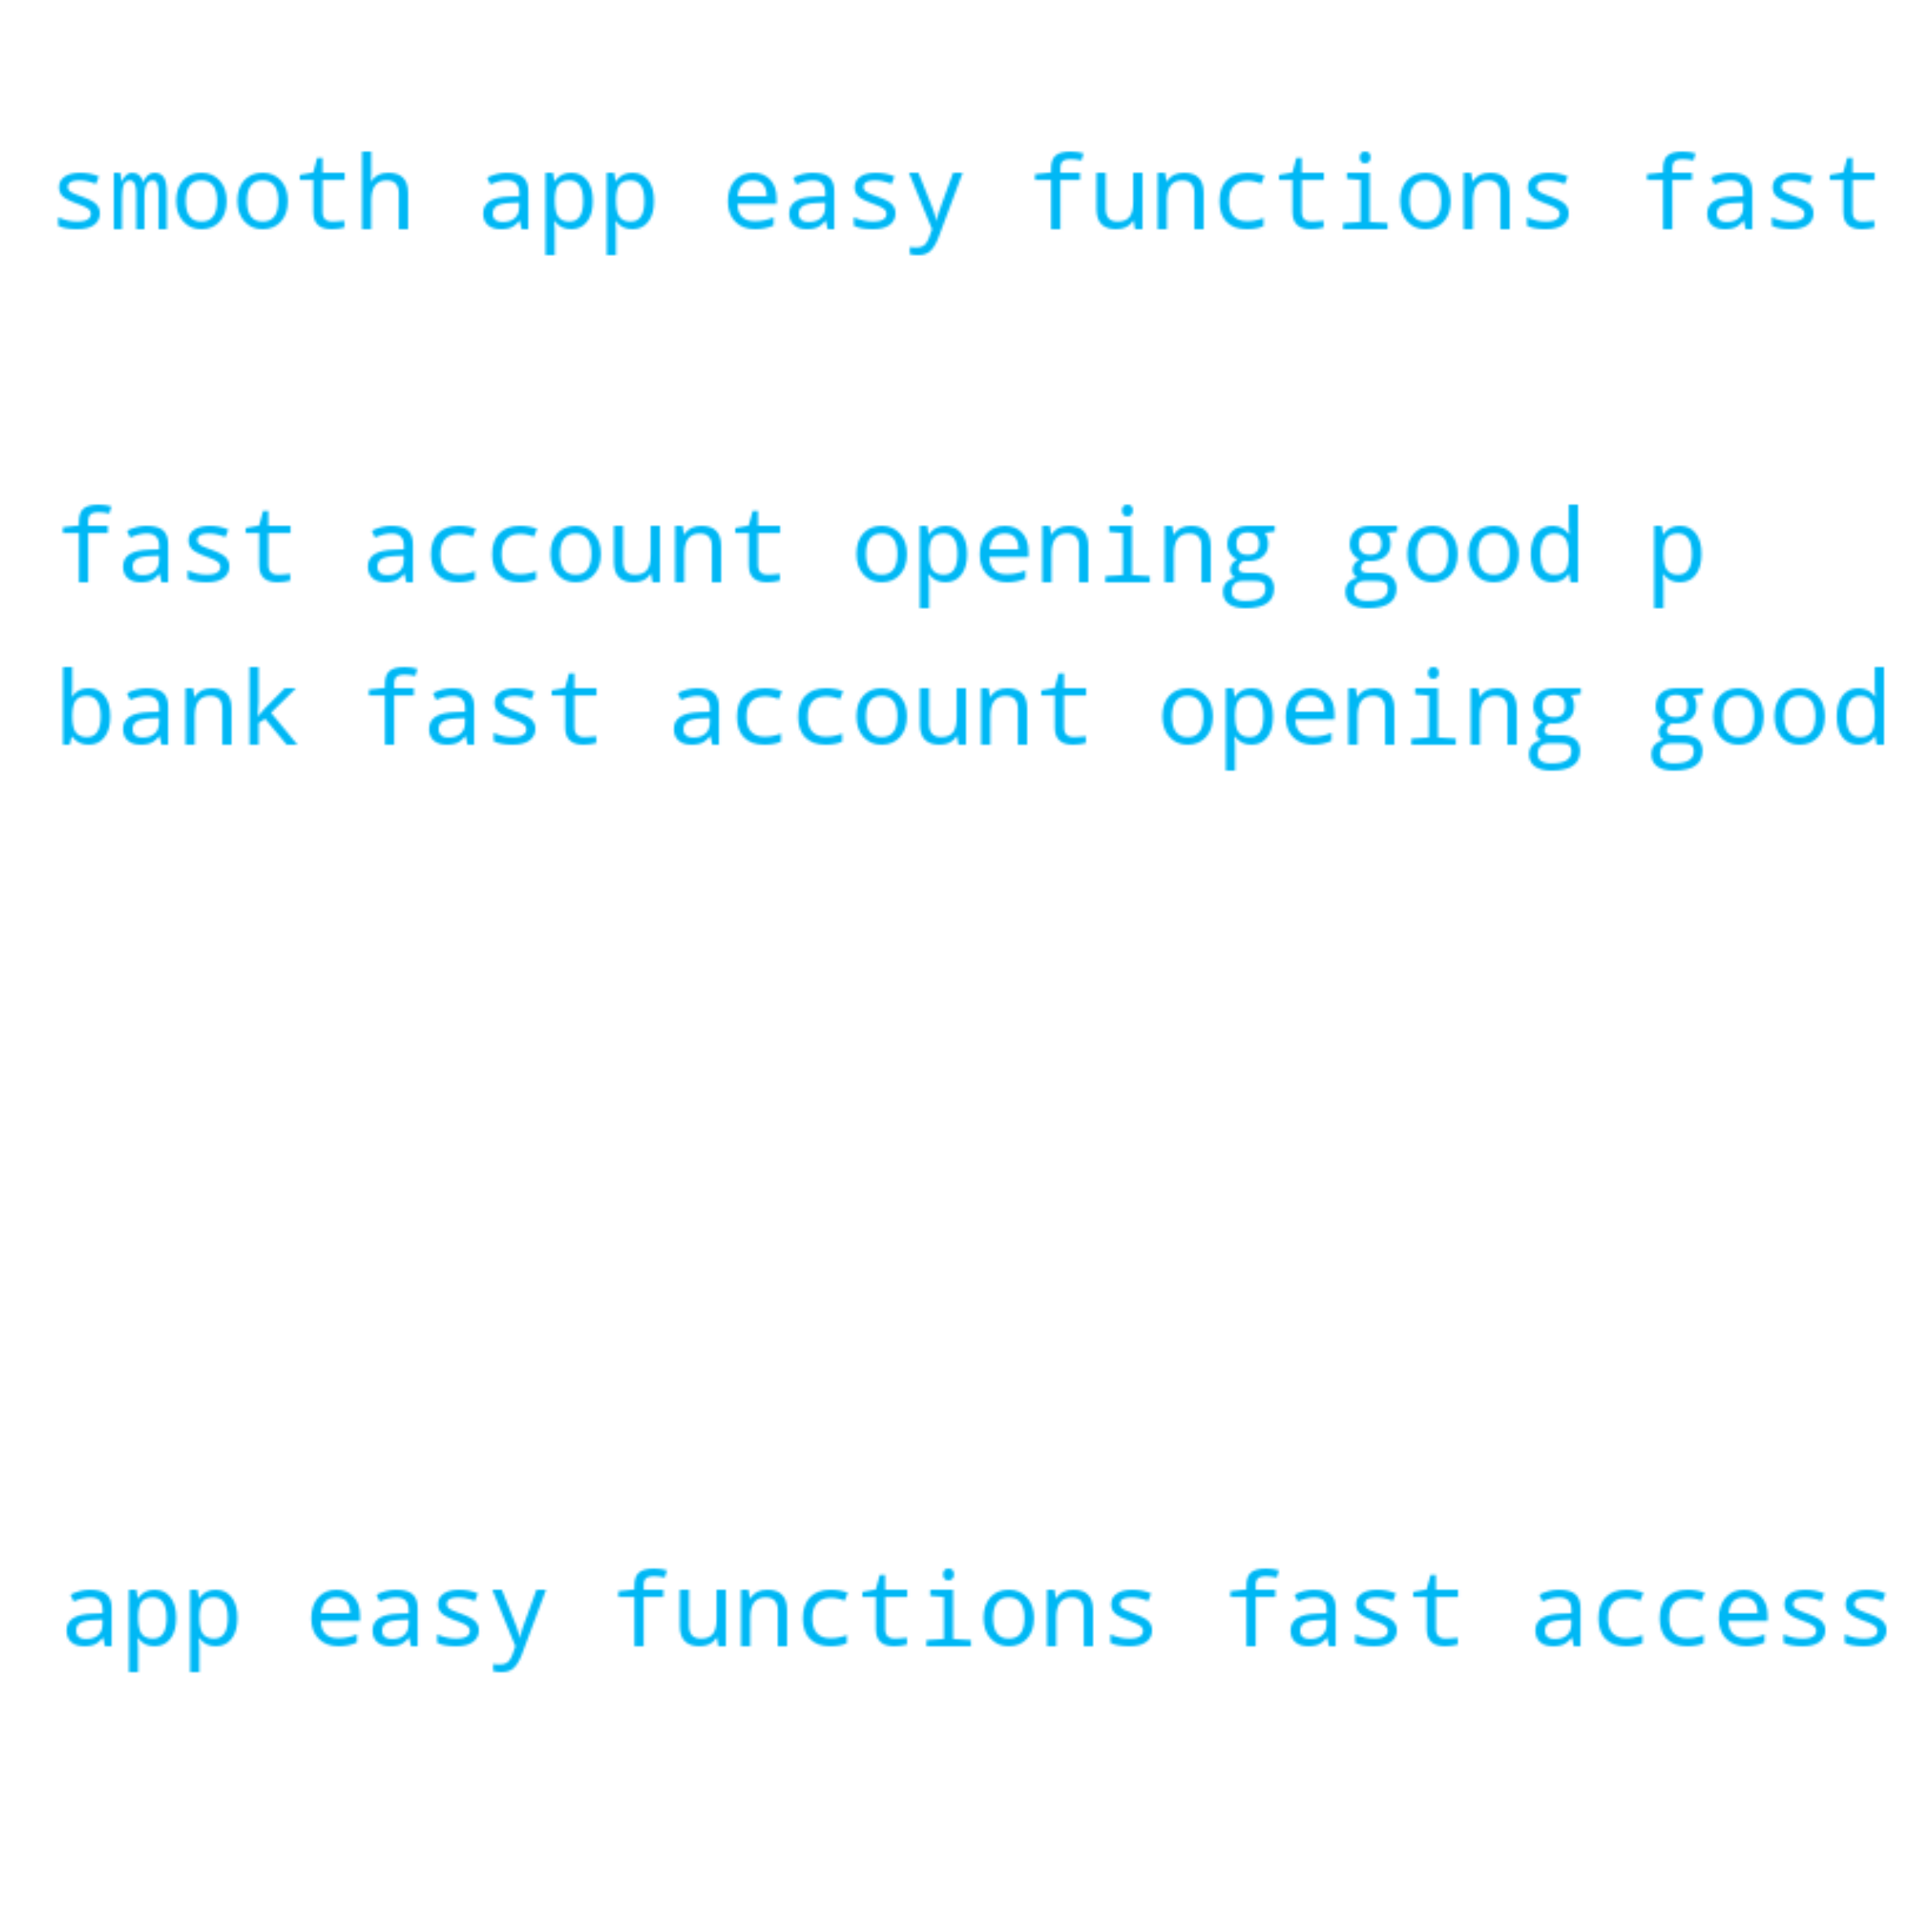 smooth app easy functions fast
fast account opening good p
bank fast account opening good
app easy functions fast access